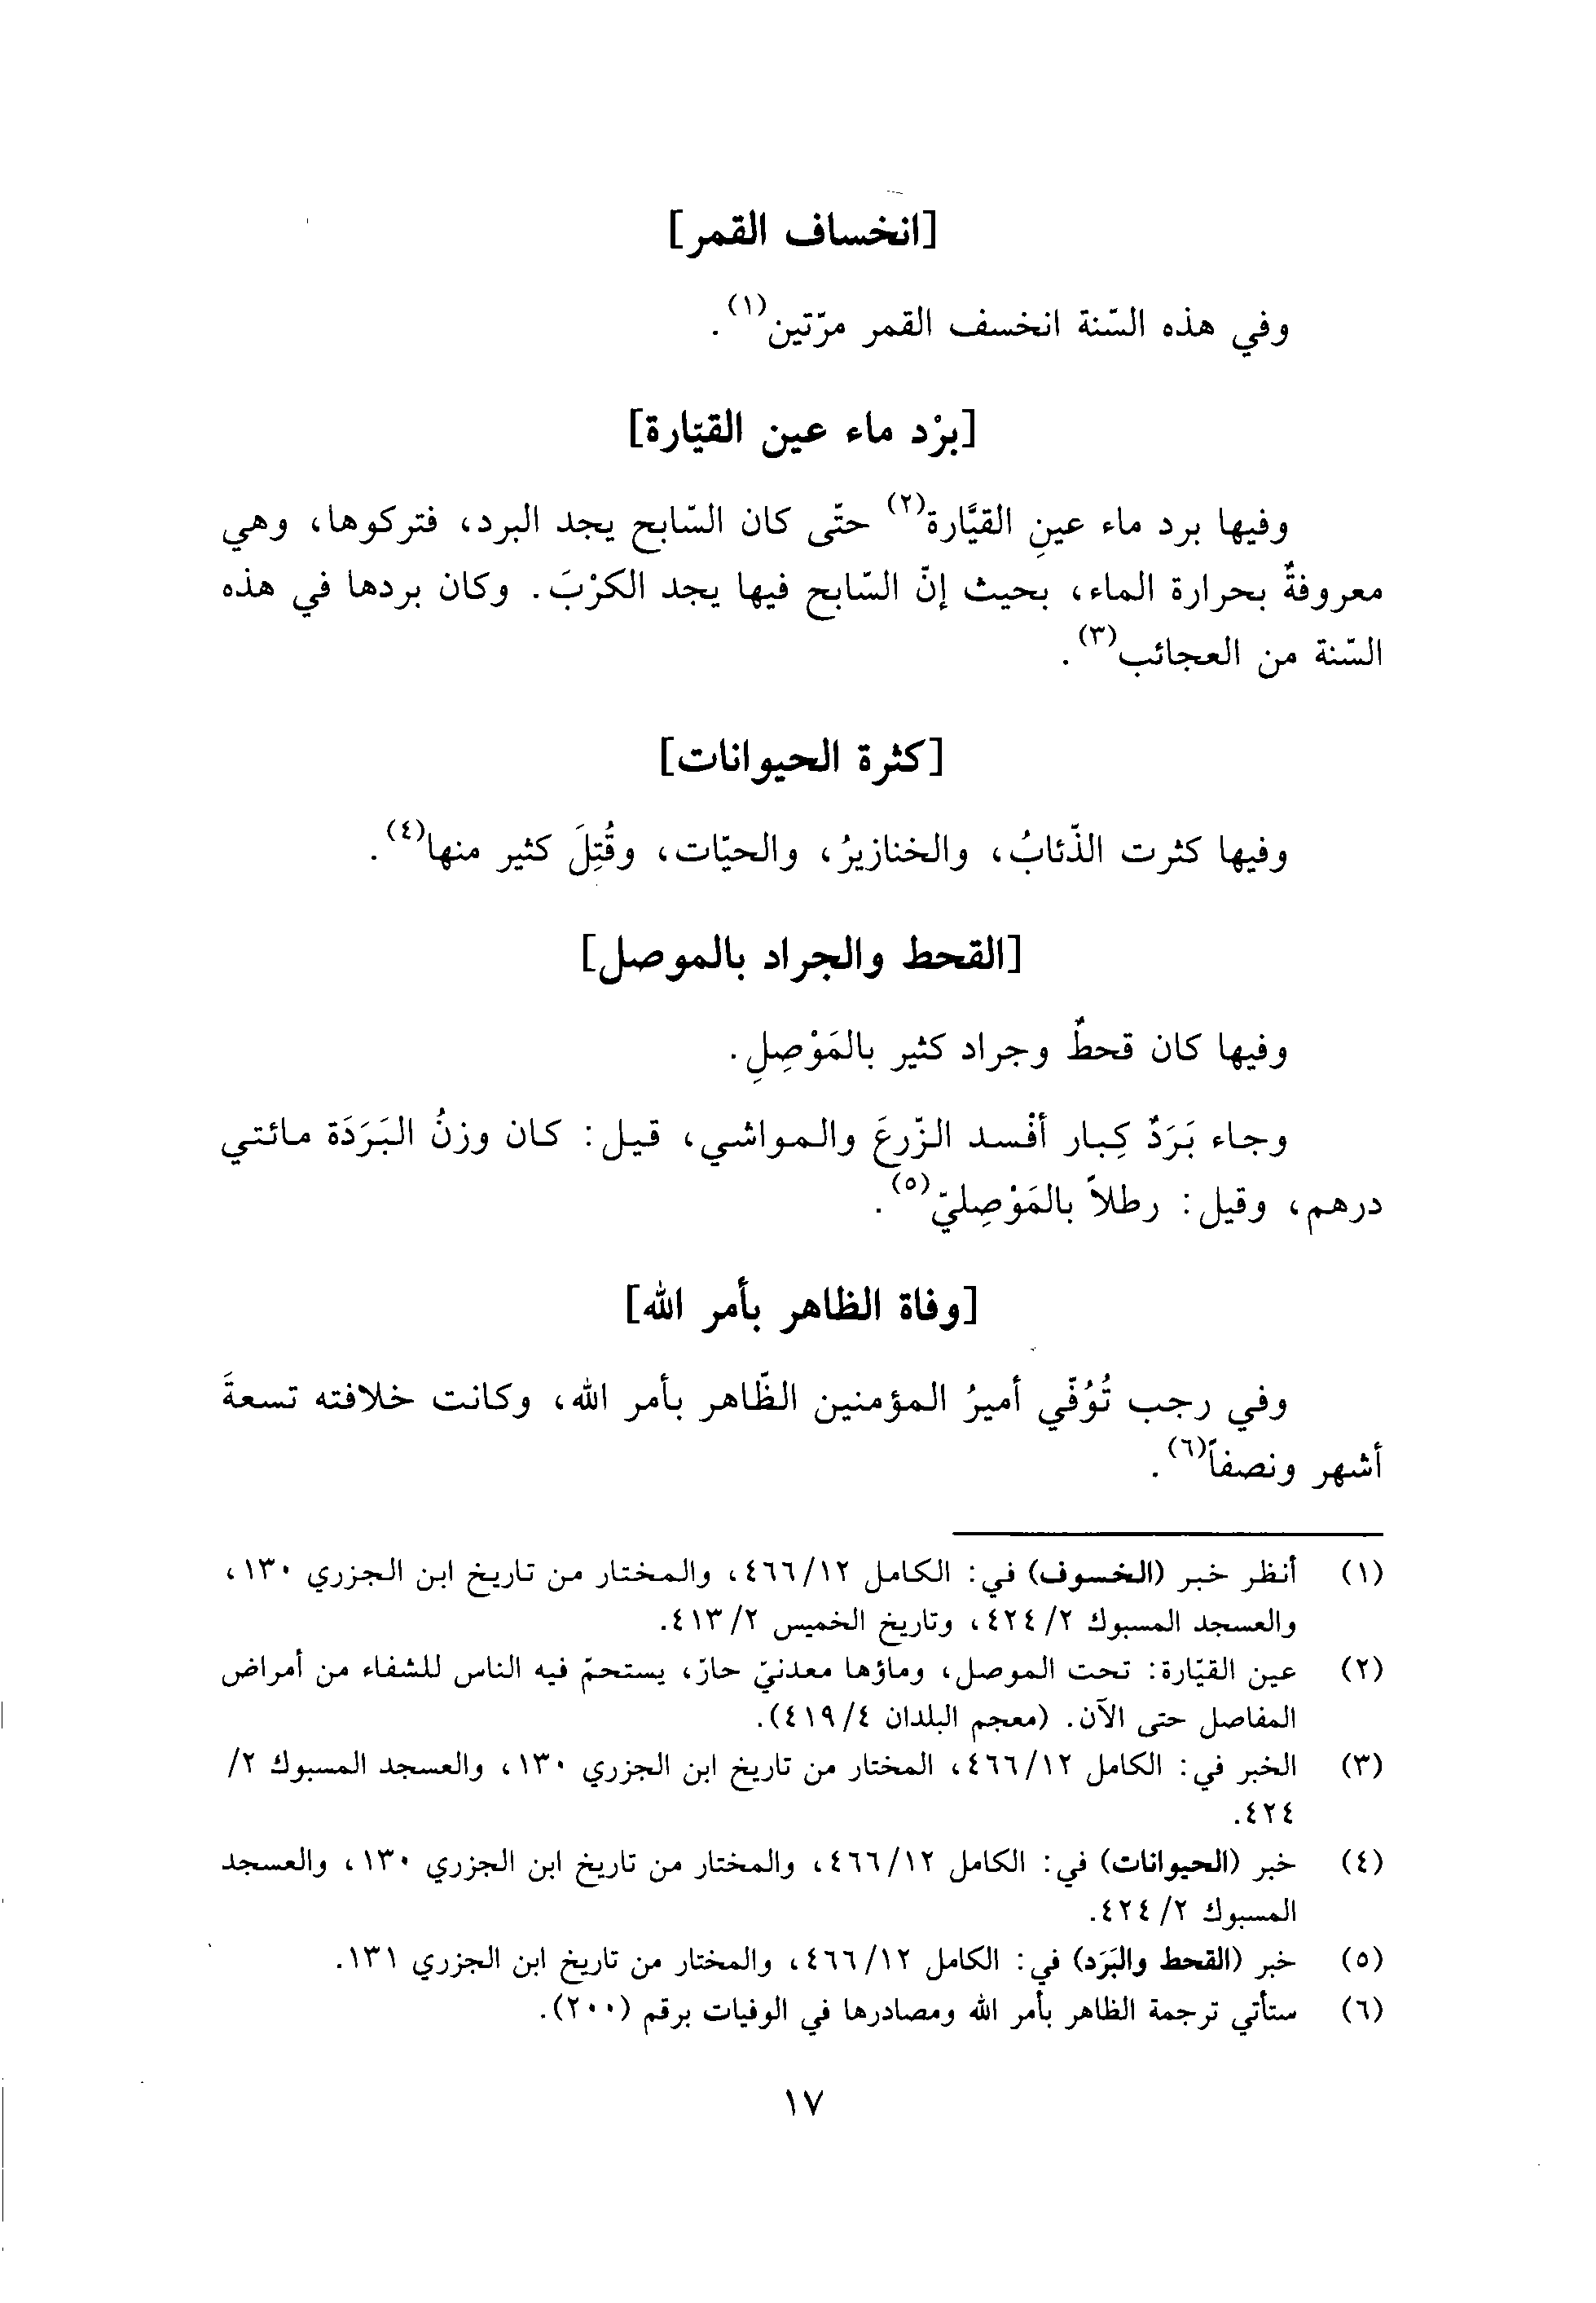 [انخساف القمر]
وفي هذه السّنة انخسف القمر مرّتين(١).
[برْد ماء عين القيّارة]
وفيها برد ماء عينِ القيَّارة(٢) حتّى كان السّابح يجد البرد، فتركوها، وهي
معروفةٌ بحرارة الماء، بحيث إنّ السّابح فيها يجد الكرْبَ. وكان بردها في هذه
السّنة من العجائب(٣).
[كثرة الحيوانات]
وفيها كثرت الذّئابُ، والخنازيرُ، والحيّات، وقُتِلَ كثير منها(٤).
[القحط والجراد بالموصل]
وفيها كان قحطٌ وجراد كثير بالمَوْصِلِ.
وجاء بَرَدٌ كِبار أفْسد الزّرعَ والمواشي، قيل: كان وزنُ البَرَدَة مائتي
درهم، وقيل: رطلاً بالمَوْصِليّ(٥).
[وفاة الظاهر بأمر الله]
وفي رجب تُوُفّي أميرُ المؤمنين الظّاهر بأمر الله، وكانت خلافته تسعةَ
أشهر ونصفاً(٦).
(١) أنظر خبر (الخسوف) في: الكامل ٤٦٦/١٢، والمختار من تاريخ ابن الجزري ١٣٠،
والعسجد المسبوك ٢/ ٤٢٤، وتاريخ الخميس ٢/ ٤١٣.
(٢) عين القيّارة: تحت الموصل، وماؤها معدنيّ حارّ، يستحمّ فيه الناس للشفاء من أمراض
المفاصل حتى الآن. (معجم البلدان ٤/ ٤١٩).
(٣) الخبر في: الكامل ٤٦٦/١٢، المختار من تاريخ ابن الجزري ١٣٠، والعسجد المسبوك ٢/
٤٢٤.
(٤) خبر (الحيوانات) في: الكامل ٤٦٦/١٢، والمختار من تاريخ ابن الجزري ١٣٠، والعسجد
المسبوك ٢/ ٤٢٤.
(٥) خبر (القحط والبَرَد) في: الكامل ٤٦٦/١٢، والمختار من تاريخ ابن الجزري ١٣١.
(٦) ستأتي ترجمة الظاهر بأمر الله ومصادرها في الوفيات برقم (٢٠٠).
١٧